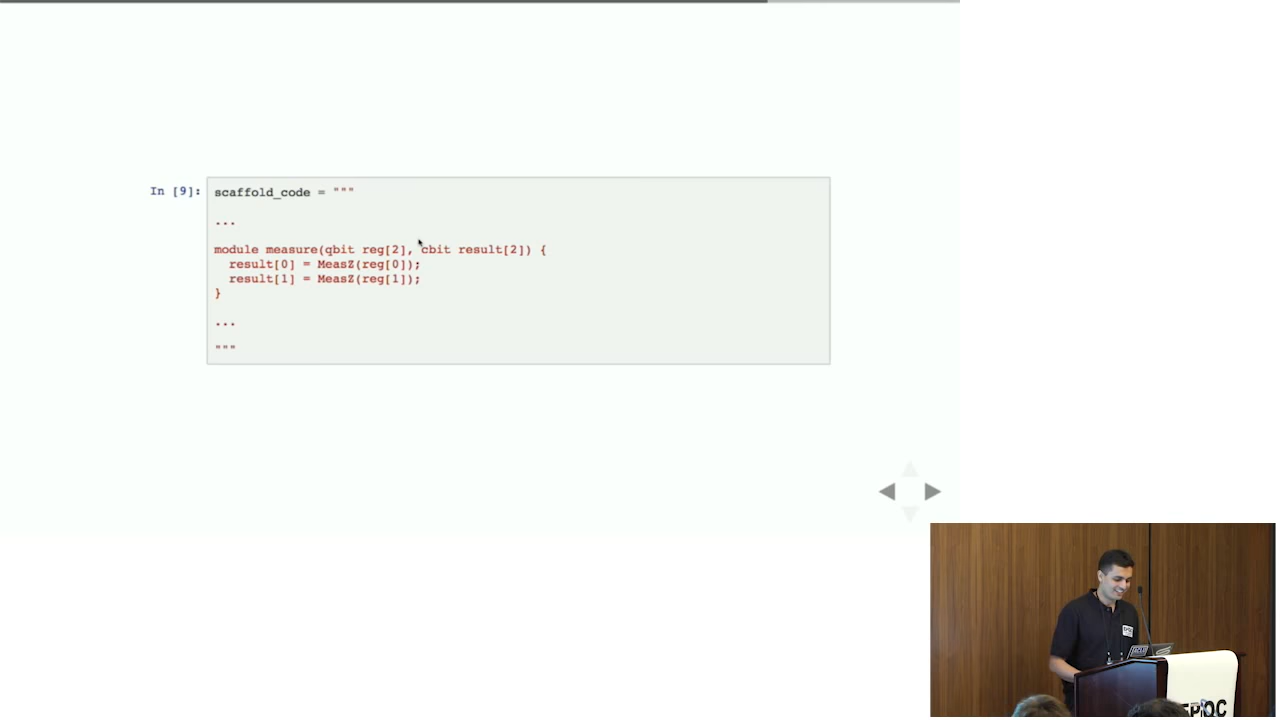 In [9]:
scaffold_code = """
...
module measure(qbit reg[2], cbit result[2]) {
  result[0] = MeasZ(reg[0]);
  result[1] = MeasZ(reg[1]);
}
...
"""
EPiQC